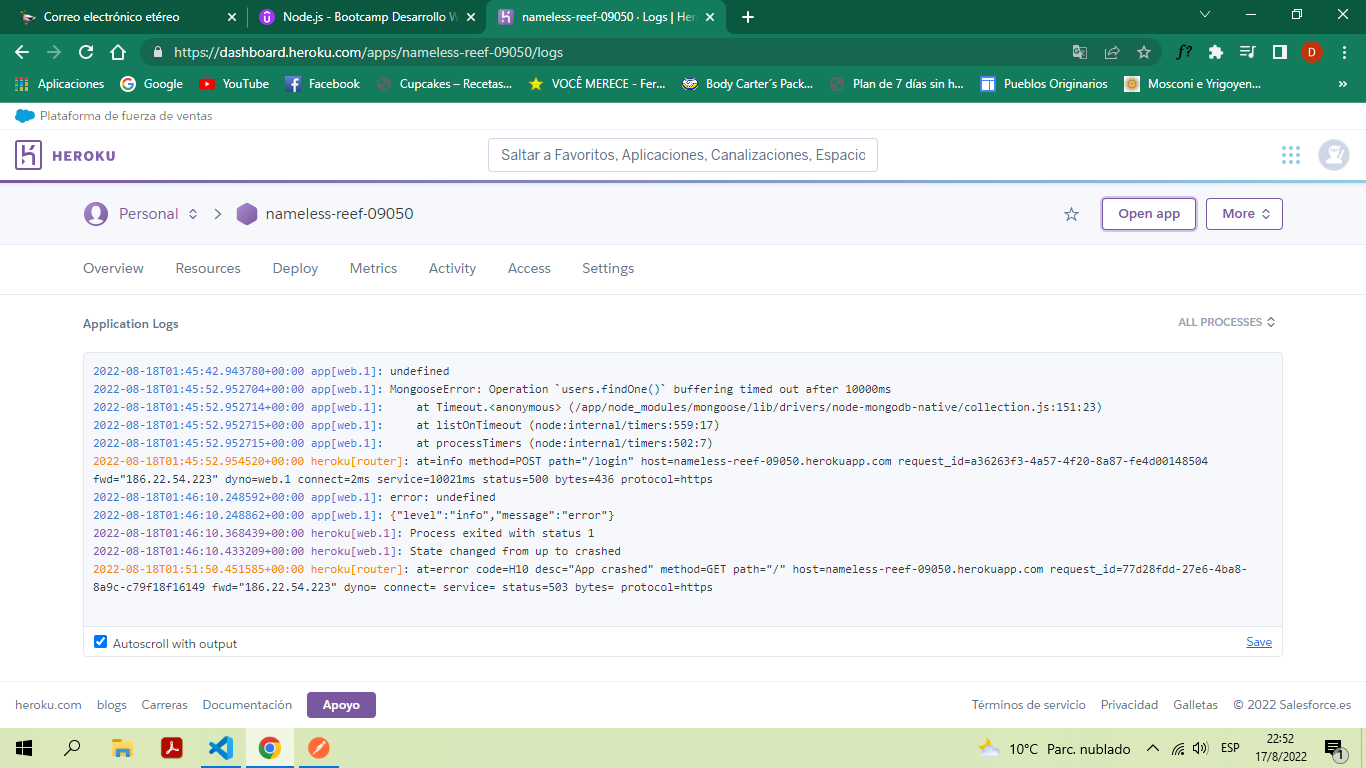 Correo electrónico etéreo
Node.js - Bootcamp Desarrollo W
nameless-reef-09050 · Logs | Her
https://dashboard.heroku.com/apps/nameless-reef-09050/logs
ƒ?
D
Aplicaciones
Google
YouTube
Facebook
Cupcakes – Recetas...
VOCÊ MERECE - Fer...
Body Carter´s Pack...
Plan de 7 días sin h...
Pueblos Originarios
Mosconi e Yrigoyen...
»
Plataforma de fuerza de ventas
HEROKU
Saltar a Favoritos, Aplicaciones, Canalizaciones, Espacio
Personal
nameless-reef-09050
Open app
More
Overview
Resources
Deploy
Metrics
Activity
Access
Settings
Application Logs
ALL PROCESSES
2022-08-18T01:45:42.943780+00:00 app[web.1]: undefined
2022-08-18T01:45:52.952704+00:00 app[web.1]: MongooseError: Operation `users.findOne()` buffering timed out after 10000ms
2022-08-18T01:45:52.952714+00:00 app[web.1]:     at Timeout.<anonymous> (/app/node_modules/mongoose/lib/drivers/node-mongodb-native/collection.js:151:23)
2022-08-18T01:45:52.952715+00:00 app[web.1]:     at listOnTimeout (node:internal/timers:559:17)
2022-08-18T01:45:52.952715+00:00 app[web.1]:     at processTimers (node:internal/timers:502:7)
2022-08-18T01:45:52.954520+00:00 heroku[router]: at=info method=POST path="/login" host=nameless-reef-09050.herokuapp.com request_id=a36263f3-4a57-4f20-8a87-fe4d00148504
fwd="186.22.54.223" dyno=web.1 connect=2ms service=10021ms status=500 bytes=436 protocol=https
2022-08-18T01:46:10.248592+00:00 app[web.1]: error: undefined
2022-08-18T01:46:10.248862+00:00 app[web.1]: {"level":"info","message":"error"}
2022-08-18T01:46:10.368439+00:00 heroku[web.1]: Process exited with status 1
2022-08-18T01:46:10.433209+00:00 heroku[web.1]: State changed from up to crashed
2022-08-18T01:51:50.451585+00:00 heroku[router]: at=error code=H10 desc="App crashed" method=GET path="/" host=nameless-reef-09050.herokuapp.com request_id=77d28fdd-27e6-4ba8-
8a9c-c79f18f16149 fwd="186.22.54.223" dyno= connect= service= status=503 bytes= protocol=https
Autoscroll with output
Save
heroku.com
blogs
Carreras
Documentación
Apoyo
Términos de servicio
Privacidad
Galletas
© 2022 Salesforce.es
10°C Parc. nublado
ESP
22:52
17/8/2022
1